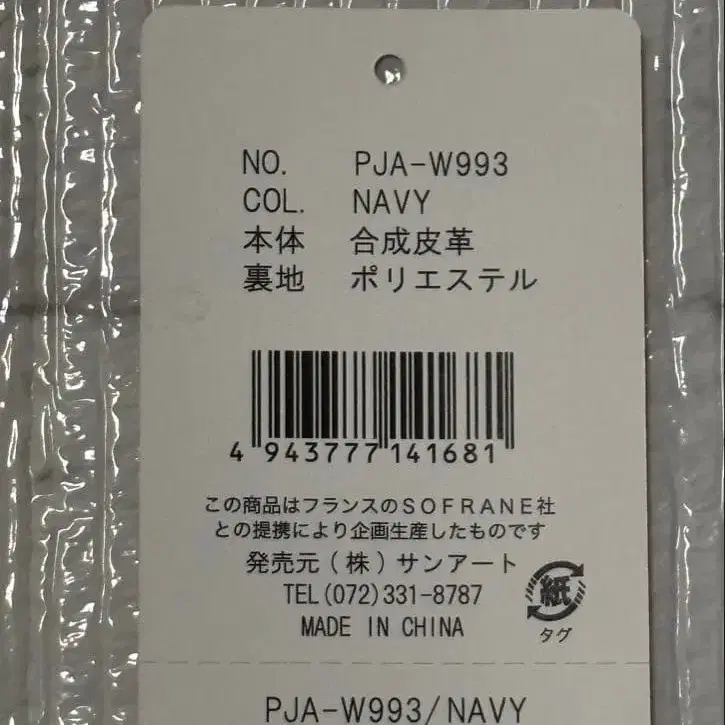 NO. PJA-W993
COL. NAVY
本体 合成皮革
裏地 ポリエステル
4 943777 141681
この商品はフランスのSOFRANE社
との提携により企画生産したものです
発売元(株)サンアート
TEL(072)331-8787
MADE IN CHINA
紙
タグ
PJA-W993/NAVY